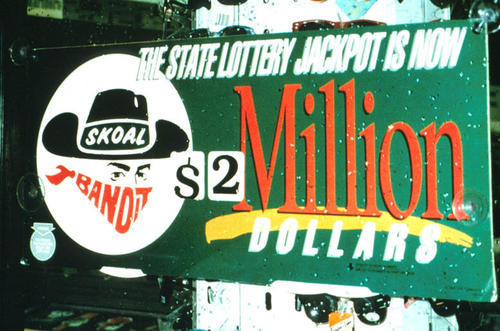 THE STATE LOTTERY JACKPOT IS NOW
SKOAL
BANDIT
$2
Million
DOLLARS